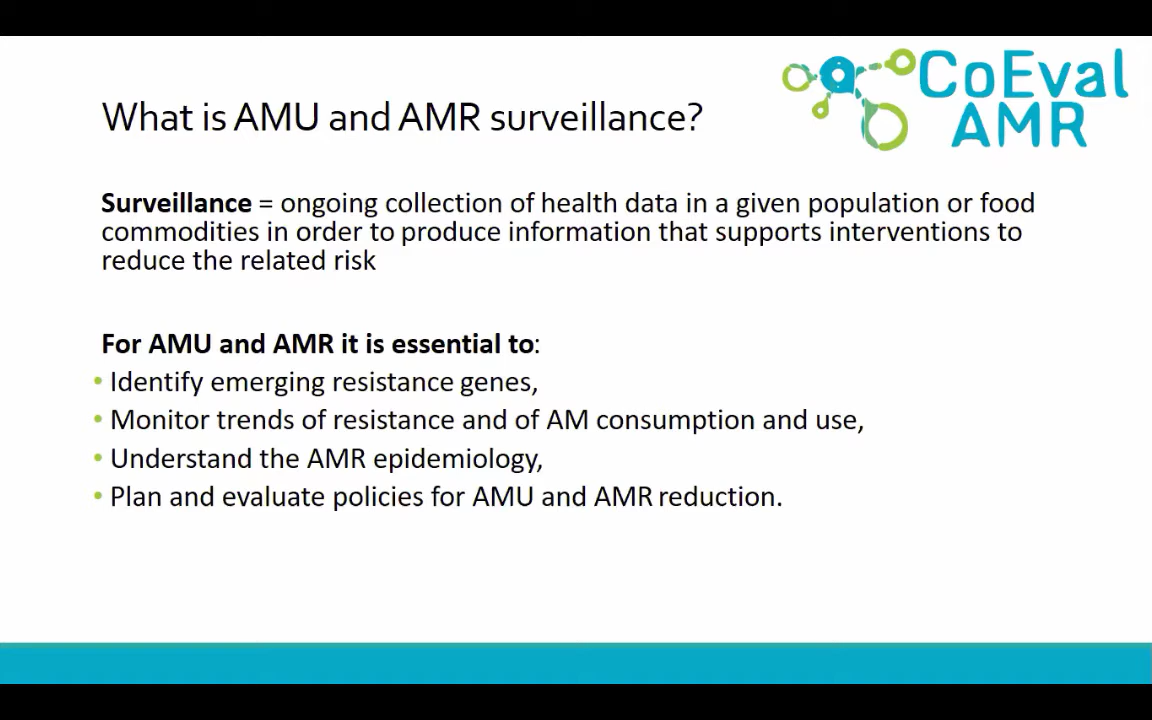 CoEval
AMR
What is AMU and AMR surveillance?
Surveillance = ongoing collection of health data in a given population or food
commodities in order to produce information that supports interventions to
reduce the related risk
For AMU and AMR it is essential to:
• Identify emerging resistance genes,
• Monitor trends of resistance and of AM consumption and use,
• Understand the AMR epidemiology,
• Plan and evaluate policies for AMU and AMR reduction.